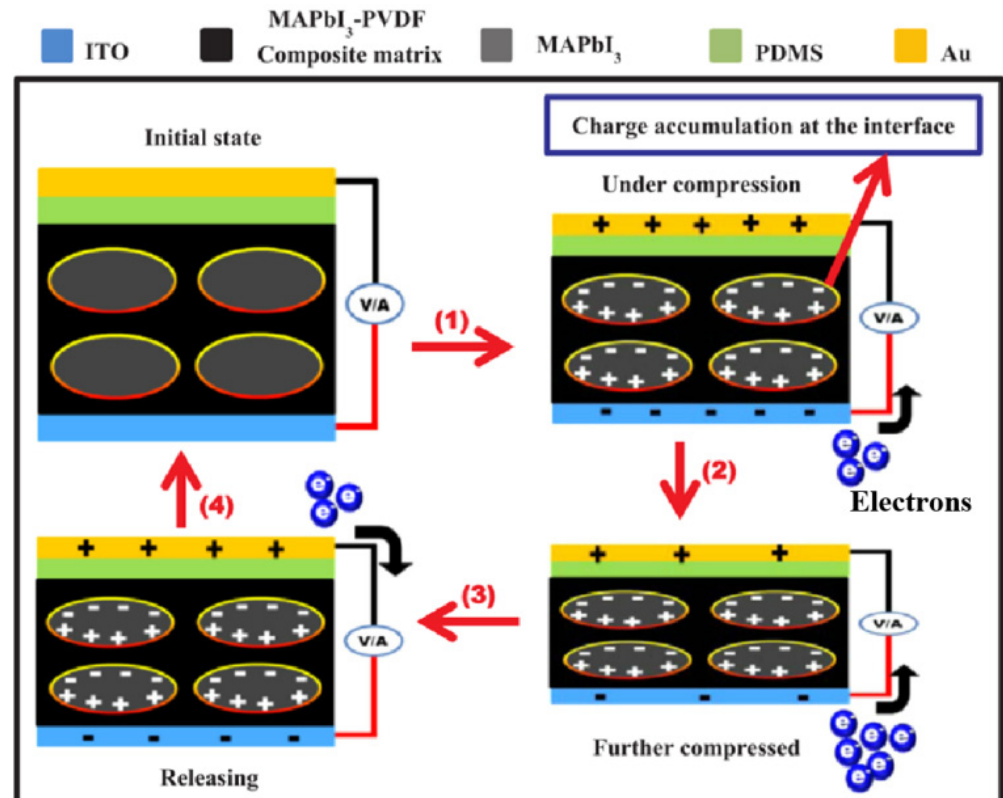 ITO
MAPbI₃-PVDF
Composite matrix
MAPbI₃
PDMS
Au
Initial state
Charge accumulation at the interface
Under compression
+ + + + +
V/A
V/A
(1)
- - - - - - - -
+ + + + + + + +
- - - - - - - -
+ + + + + + + +
- - - - -
e⁻ e⁻ e⁻
Electrons
(2)
(4)
e⁻ e⁻ e⁻
+ + + +
- - - - - - - -
+ + + + + + + +
V/A
- - - - - - - -
+ + + + + + + +
- - - -
Releasing
(3)
+ + +
- - - - - - - -
+ + + + + + + +
V/A
- - - - - - - -
+ + + + + + + +
- - -
e⁻ e⁻ e⁻ e⁻ e⁻ e⁻
Further compressed